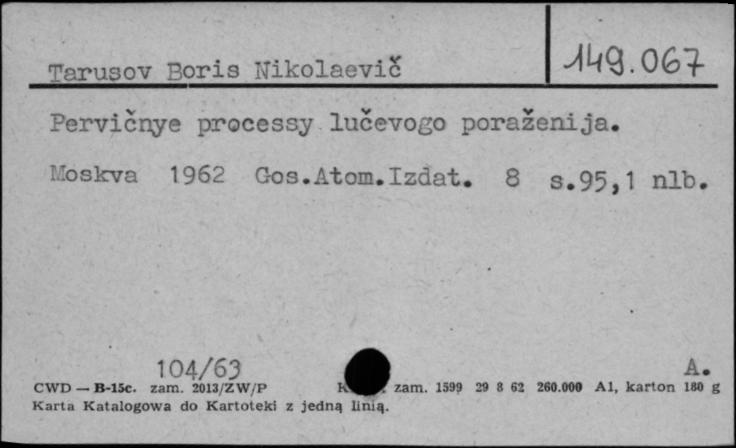 Tarusov Boris Nikolaevič
149.067
Pervičnye processy lučevogo poraženija.
Moskva 1962 Gos.Atom.Izdat. 8 s.95,1 nlb.
104/63
A.
CWD — B-15c. zam. 2013/ZW/P zam. 1599 29 8 62 260.000 A1, karton 180 g
Karta Katalogowa do Kartoteki z jedną linią.